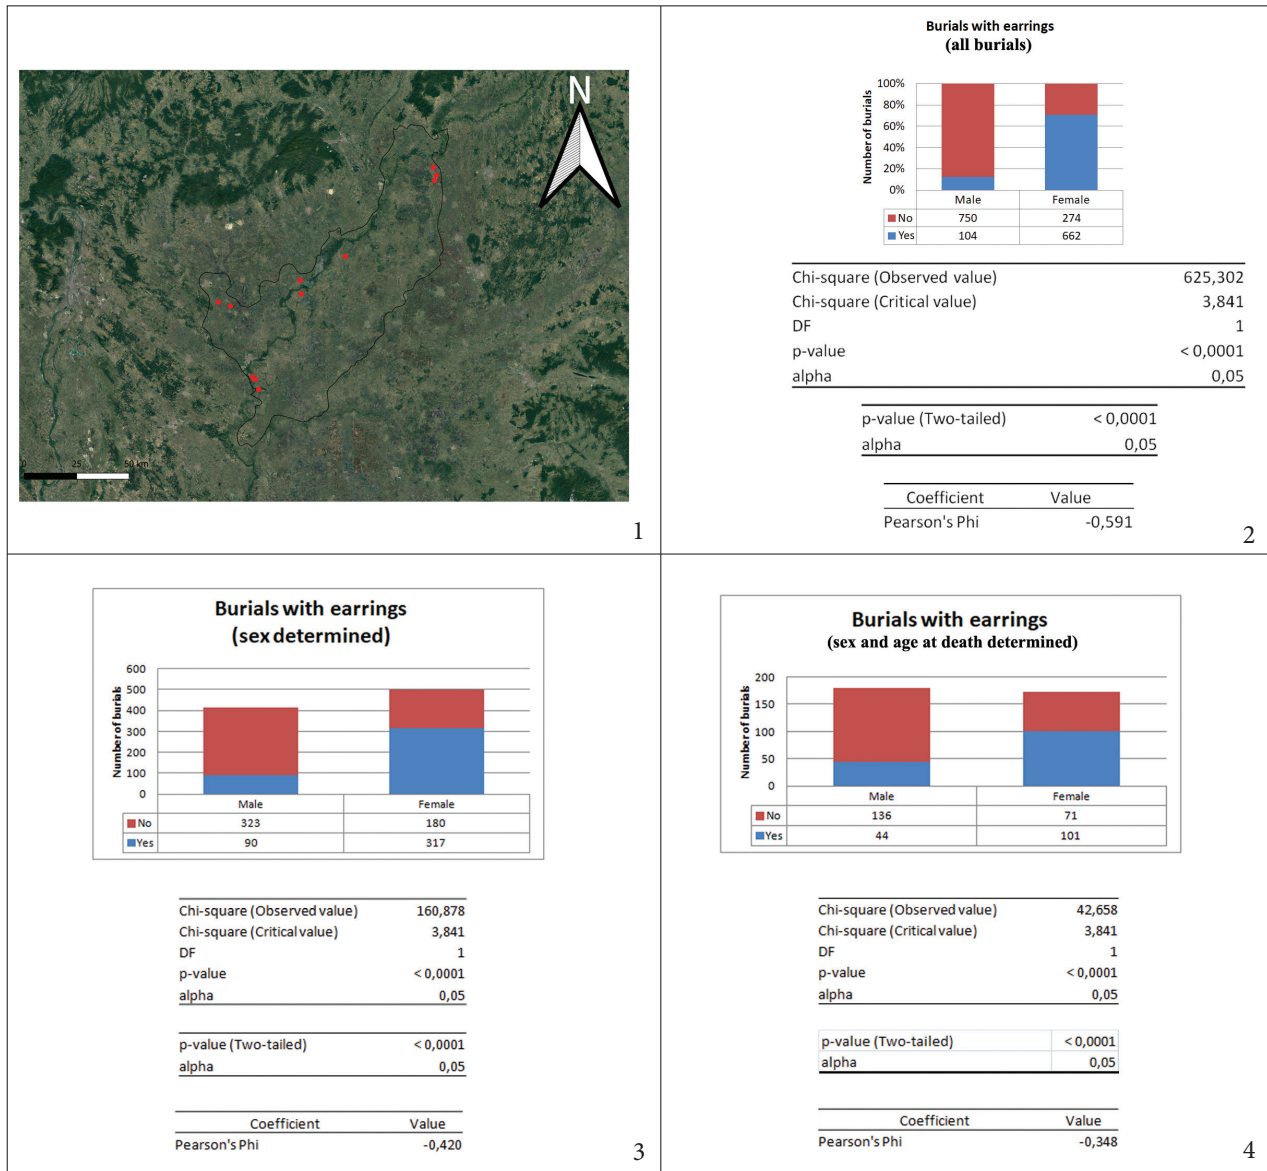 N
0 25 50 km
1
Burials with earrings
(all burials)
Number of burials
100%
80%
60%
40%
20%
0%
Male Female
No 750 274
Yes 104 662
Chi-square (Observed value) 625,302
Chi-square (Critical value) 3,841
DF 1
p-value < 0,0001
alpha 0,05
p-value (Two-tailed) < 0,0001
alpha 0,05
Coefficient Value
Pearson's Phi -0,591
2
Burials with earrings
(sex determined)
Number of burials
600
500
400
300
200
100
0
Male Female
No 323 180
Yes 90 317
Chi-square (Observed value) 160,878
Chi-square (Critical value) 3,841
DF 1
p-value < 0,0001
alpha 0,05
p-value (Two-tailed) < 0,0001
alpha 0,05
Coefficient Value
Pearson's Phi -0,420
3
Burials with earrings
(sex and age at death determined)
Number of burials
200
150
100
50
0
Male Female
No 136 71
Yes 44 101
Chi-square (Observed value) 42,658
Chi-square (Critical value) 3,841
DF 1
p-value < 0,0001
alpha 0,05
p-value (Two-tailed) < 0,0001
alpha 0,05
Coefficient Value
Pearson's Phi -0,348
4